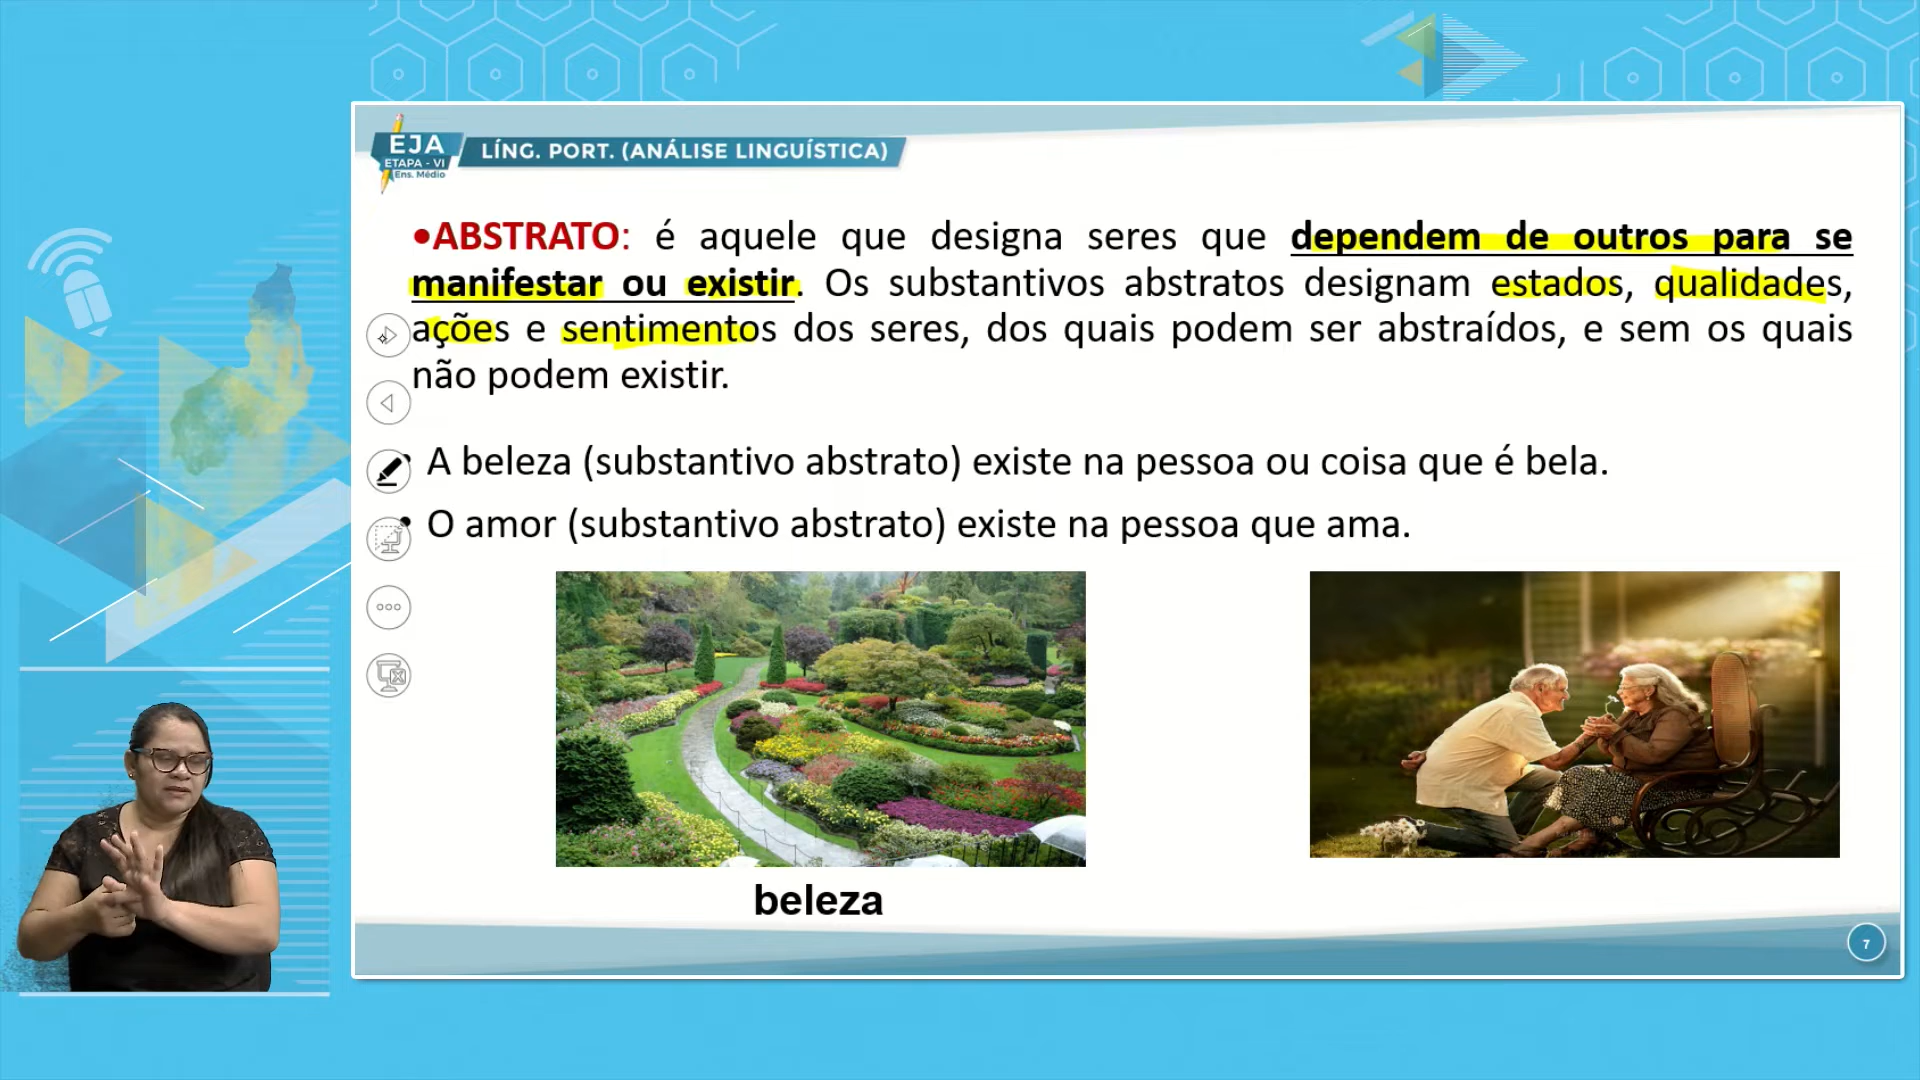 EJA
ETAPA - VI
Ens. Médio
LÍNG. PORT. (ANÁLISE LINGUÍSTICA)
•ABSTRATO: é aquele que designa seres que dependem de outros para se
manifestar ou existir. Os substantivos abstratos designam estados, qualidades,
ações e sentimentos dos seres, dos quais podem ser abstraídos, e sem os quais
não podem existir.
• A beleza (substantivo abstrato) existe na pessoa ou coisa que é bela.
• O amor (substantivo abstrato) existe na pessoa que ama.
beleza
7